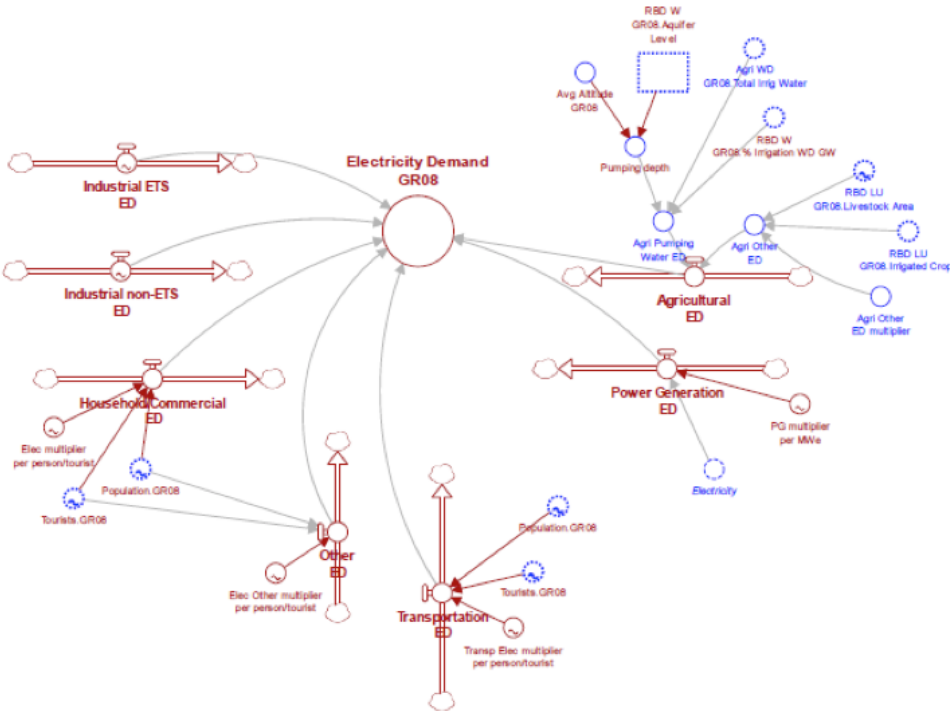 RBD W
GR08.Aquifer
Level
Agri WD
GR08.Total Irrig Water
Avg Altitude
GR08
RBD W
GR08.% Irrigation WD GW
Pumping depth
Electricity Demand
GR08
Industrial ETS
ED
RBD LU
GR08.Livestock Area
Agri Pumping
Water ED
Agri Other
ED
RBD LU
GR08.Irrigated Crop
Industrial non-ETS
ED
Agricultural
ED
Agri Other
ED multiplier
Household/Commercial
ED
Power Generation
ED
PG multiplier
per MWe
Elec multiplier
per person/tourist
Population.GR08
Tourists.GR08
Electricity
Other
ED
Elec Other multiplier
per person/tourist
Population.GR08
Tourists.GR08
Transportation
ED
Transp Elec multiplier
per person/tourist